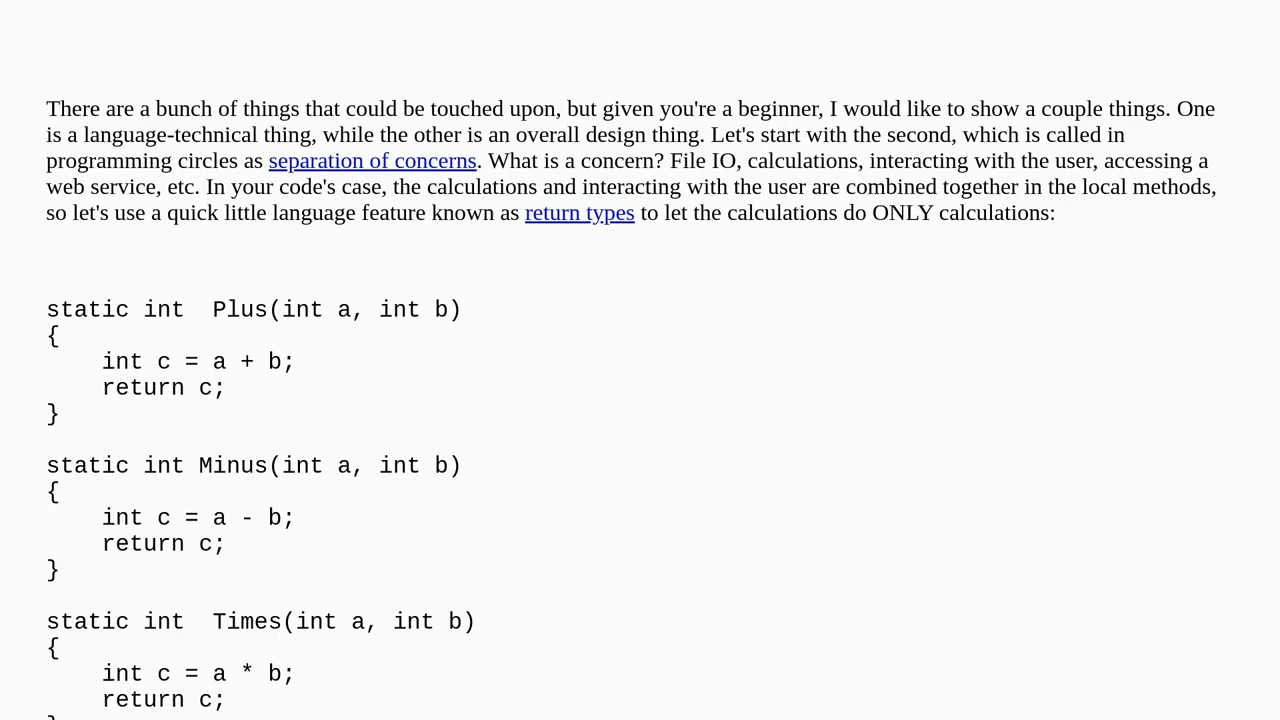 There are a bunch of things that could be touched upon, but given you're a beginner, I would like to show a couple things. One
is a language-technical thing, while the other is an overall design thing. Let's start with the second, which is called in
programming circles as separation of concerns. What is a concern? File IO, calculations, interacting with the user, accessing a
web service, etc. In your code's case, the calculations and interacting with the user are combined together in the local methods,
so let's use a quick little language feature known as return types to let the calculations do ONLY calculations:
static int  Plus(int a, int b)
{
    int c = a + b;
    return c;
}
static int Minus(int a, int b)
{
    int c = a - b;
    return c;
}
static int  Times(int a, int b)
{
    int c = a * b;
    return c;
}